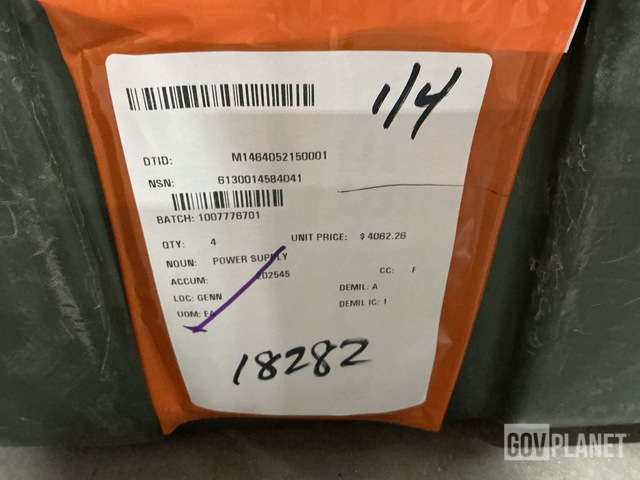 1/4
DTID: M1464052150001
NSN: 6130014584041
BATCH: 1007776701
QTY: 4 UNIT PRICE: $ 4062.26
NOUN: POWER SUPPLY
ACCUM: 202545 CC: F
LOC: GENN DEMIL: A
UOM: EA DEMIL IC: 1
18282
GOVPLANET